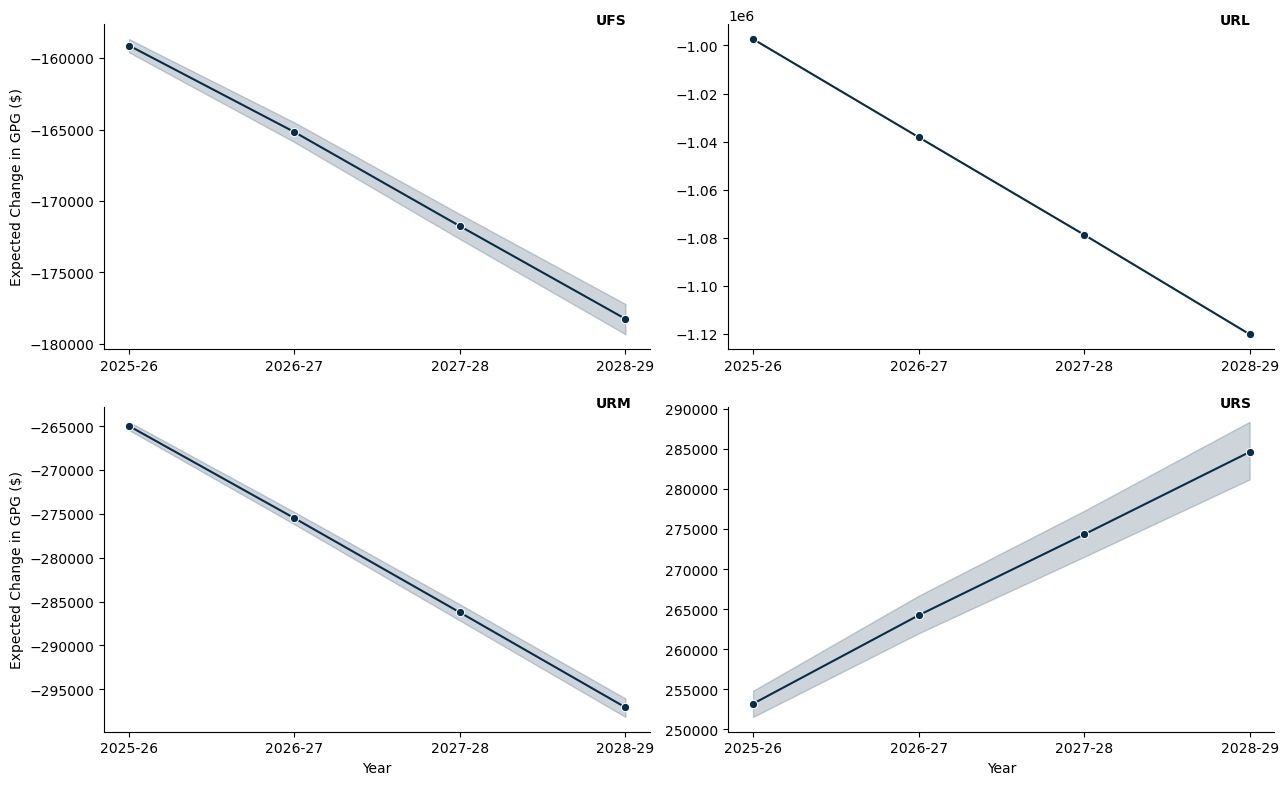 UFS
Expected Change in GPG ($)
−160000
−165000
−170000
−175000
−180000
2025-26 2026-27 2027-28 2028-29
1e6
URL
−1.00
−1.02
−1.04
−1.06
−1.08
−1.10
−1.12
2025-26 2026-27 2027-28 2028-29
URM
Expected Change in GPG ($)
−265000
−270000
−275000
−280000
−285000
−290000
−295000
2025-26 2026-27 2027-28 2028-29
Year
URS
290000
285000
280000
275000
270000
265000
260000
255000
250000
2025-26 2026-27 2027-28 2028-29
Year